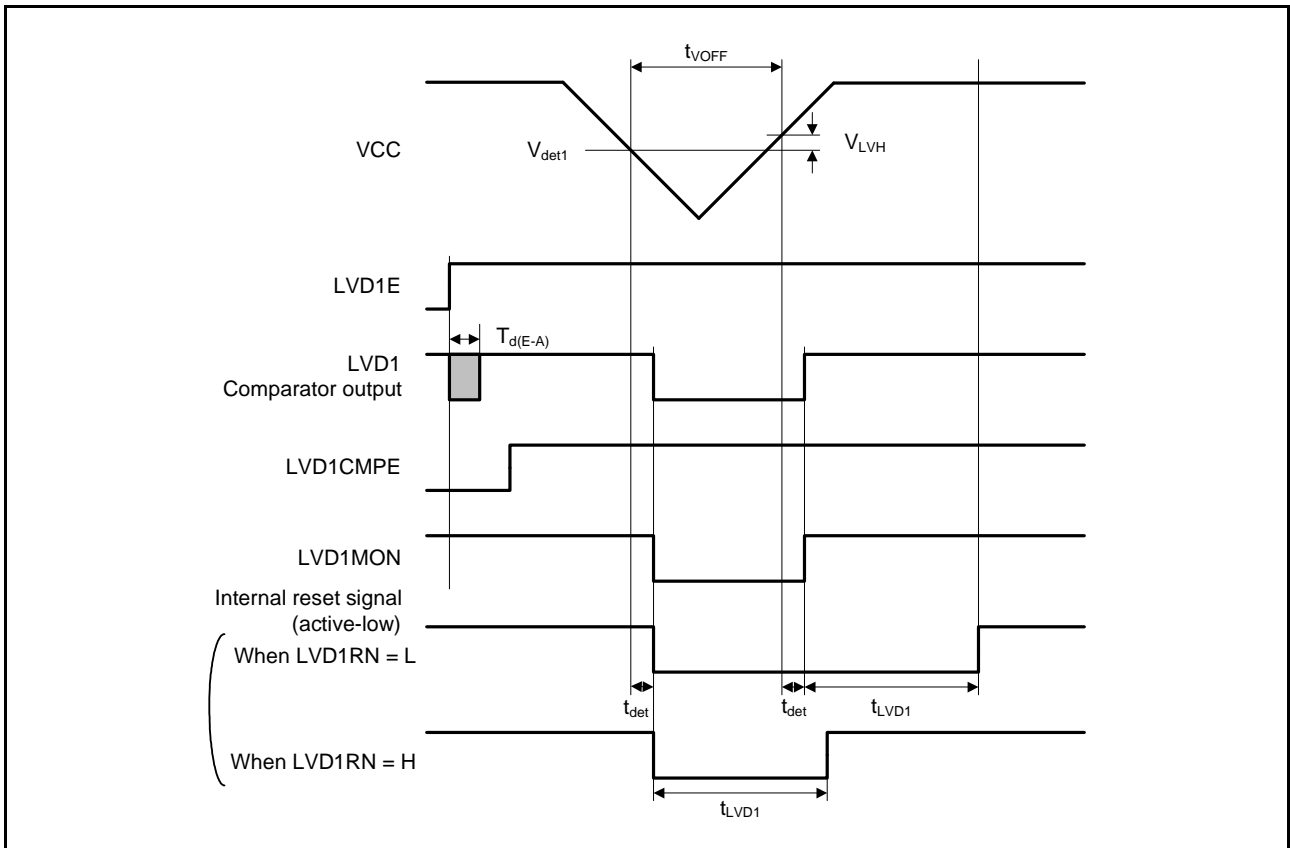 tVOFF
VCC
Vdet1
VLVH
LVD1E
Td(E-A)
LVD1
Comparator output
LVD1CMPE
LVD1MON
Internal reset signal
(active-low)
When LVD1RN = L
tdet
tdet
tLVD1
When LVD1RN = H
tLVD1